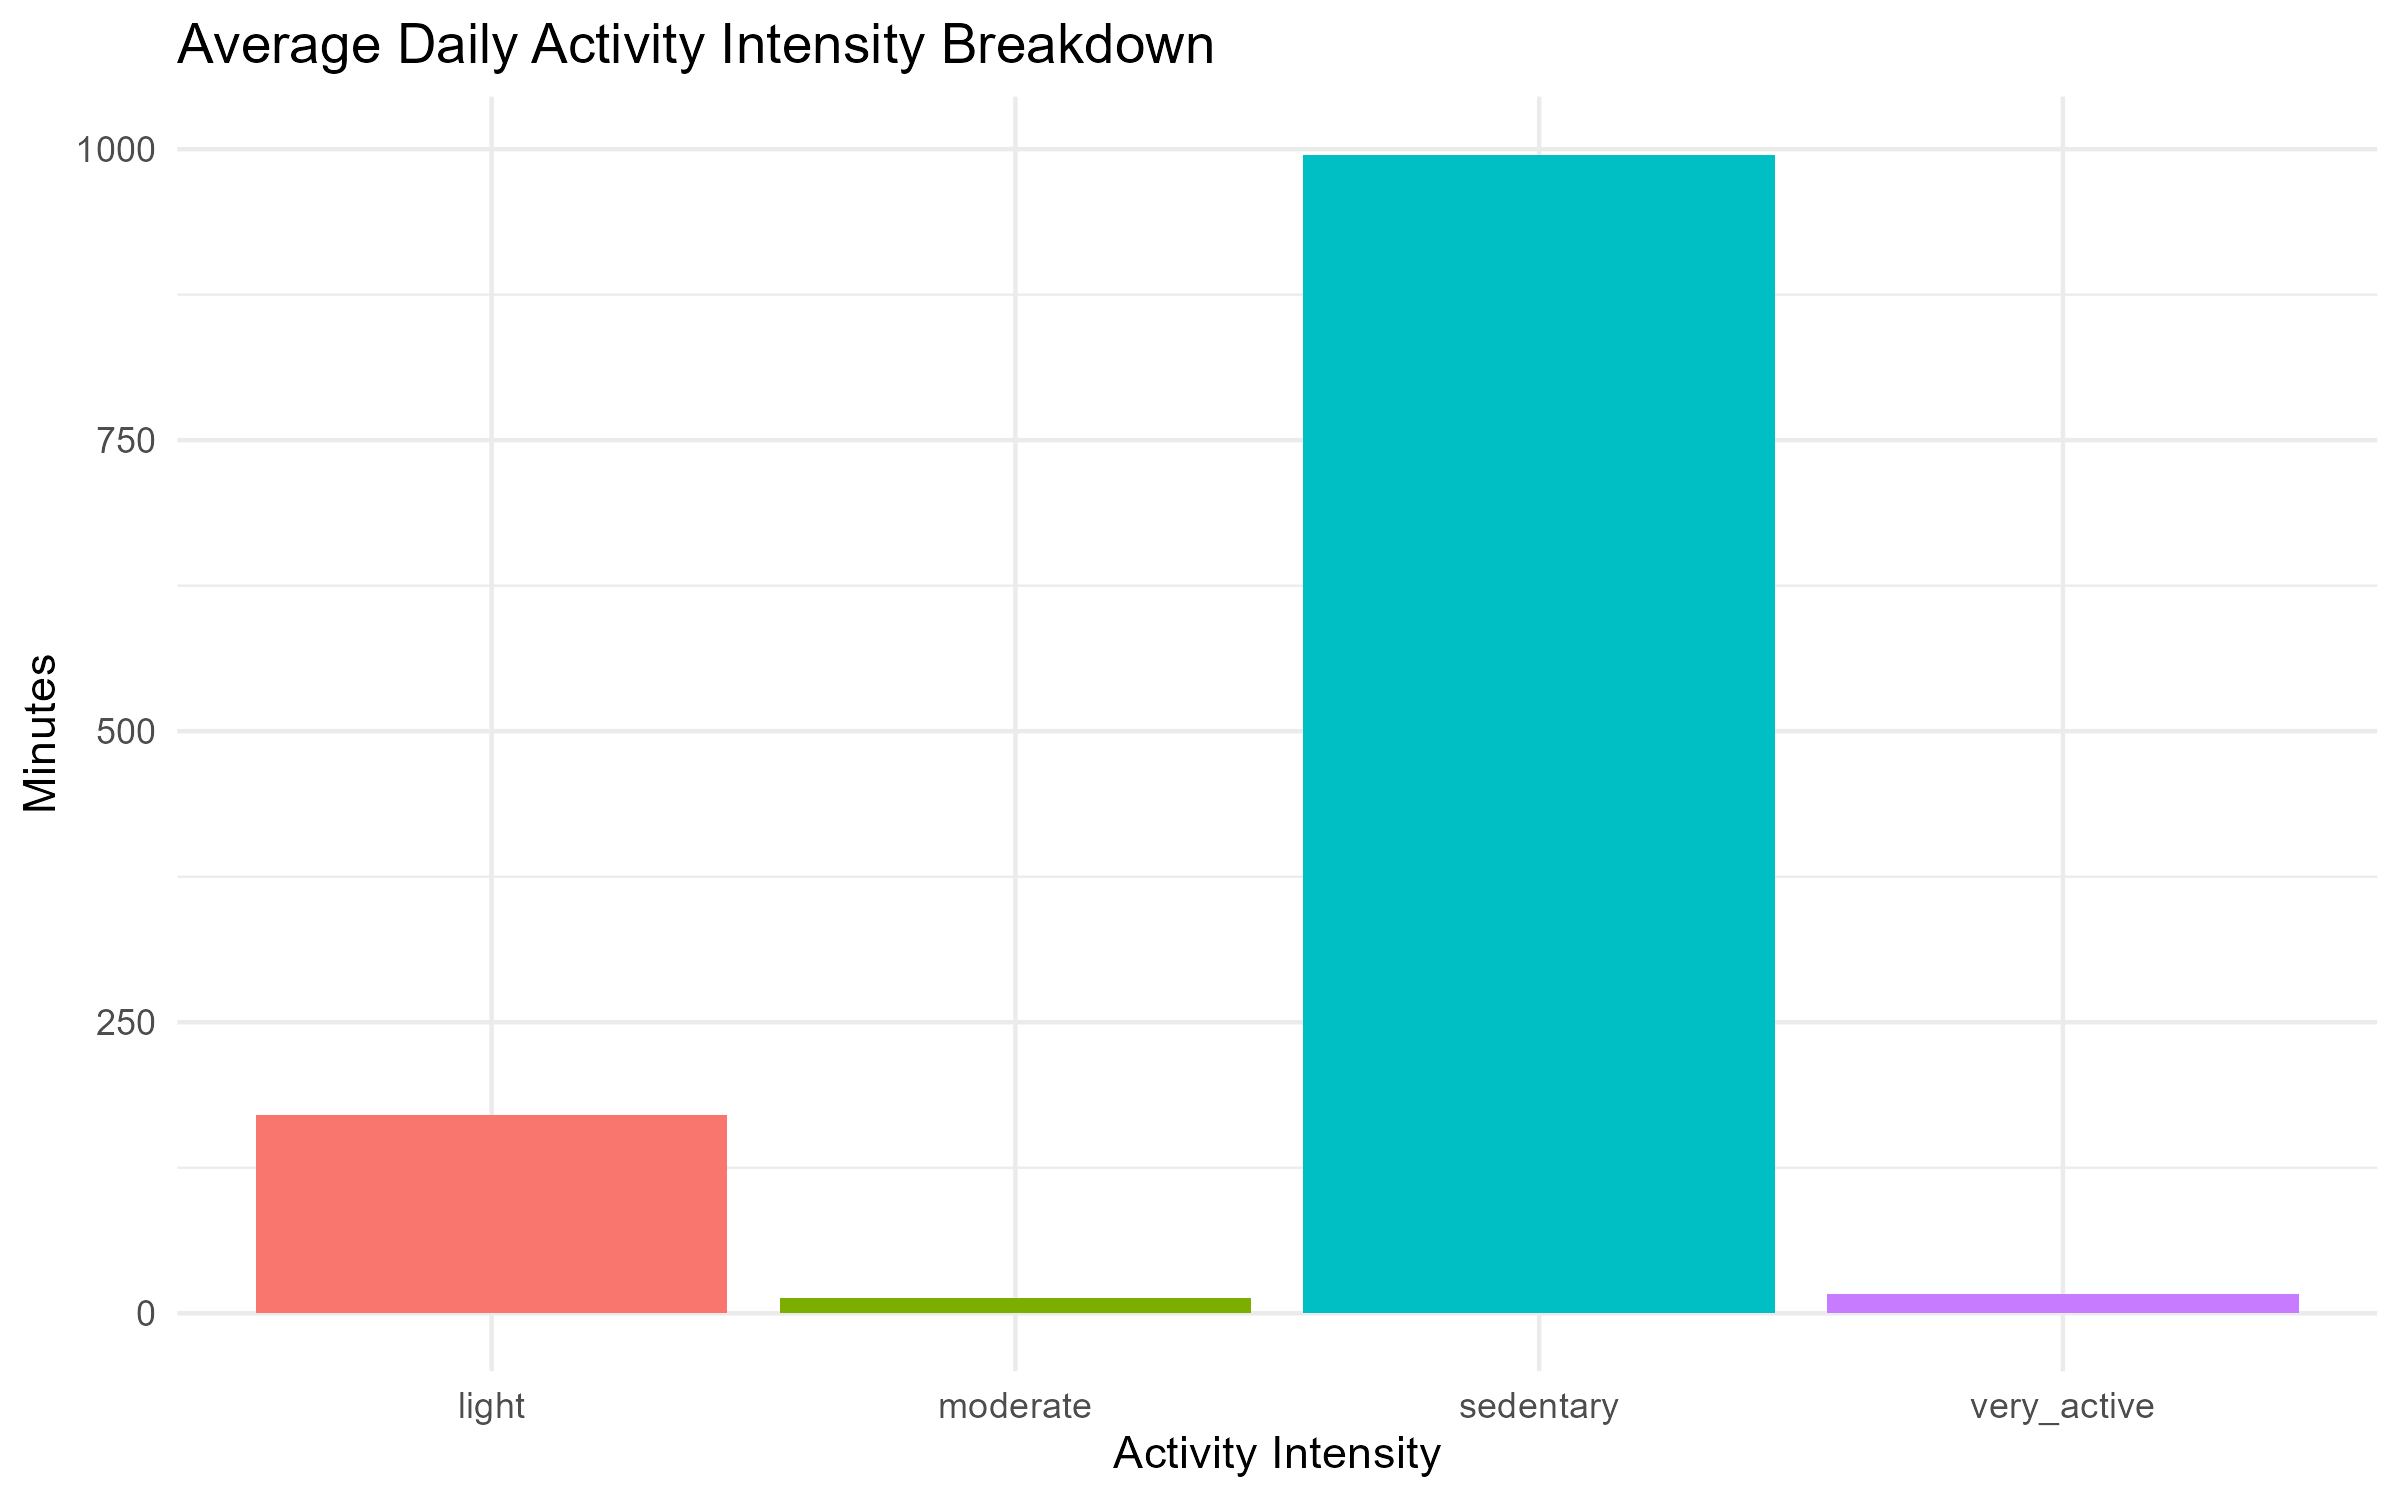 Average Daily Activity Intensity Breakdown
1000
750
500
250
0
Minutes
light
moderate
sedentary
very_active
Activity Intensity